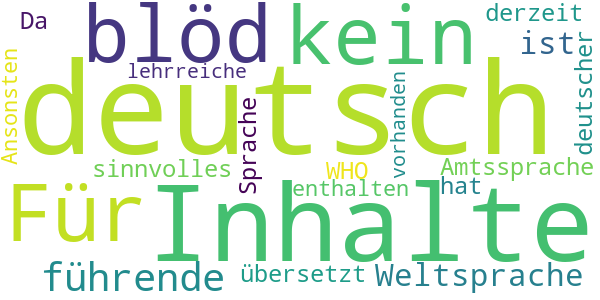 Da
blöd
kein
derzeit
ist
lehrreiche
Ansonsten
deutsch
deutscher
vorhanden
Sprache
sinnvolles
WHO
Amtssprache
Für
Inhalte
enthalten
hat
führende
übersetzt
Weltsprache